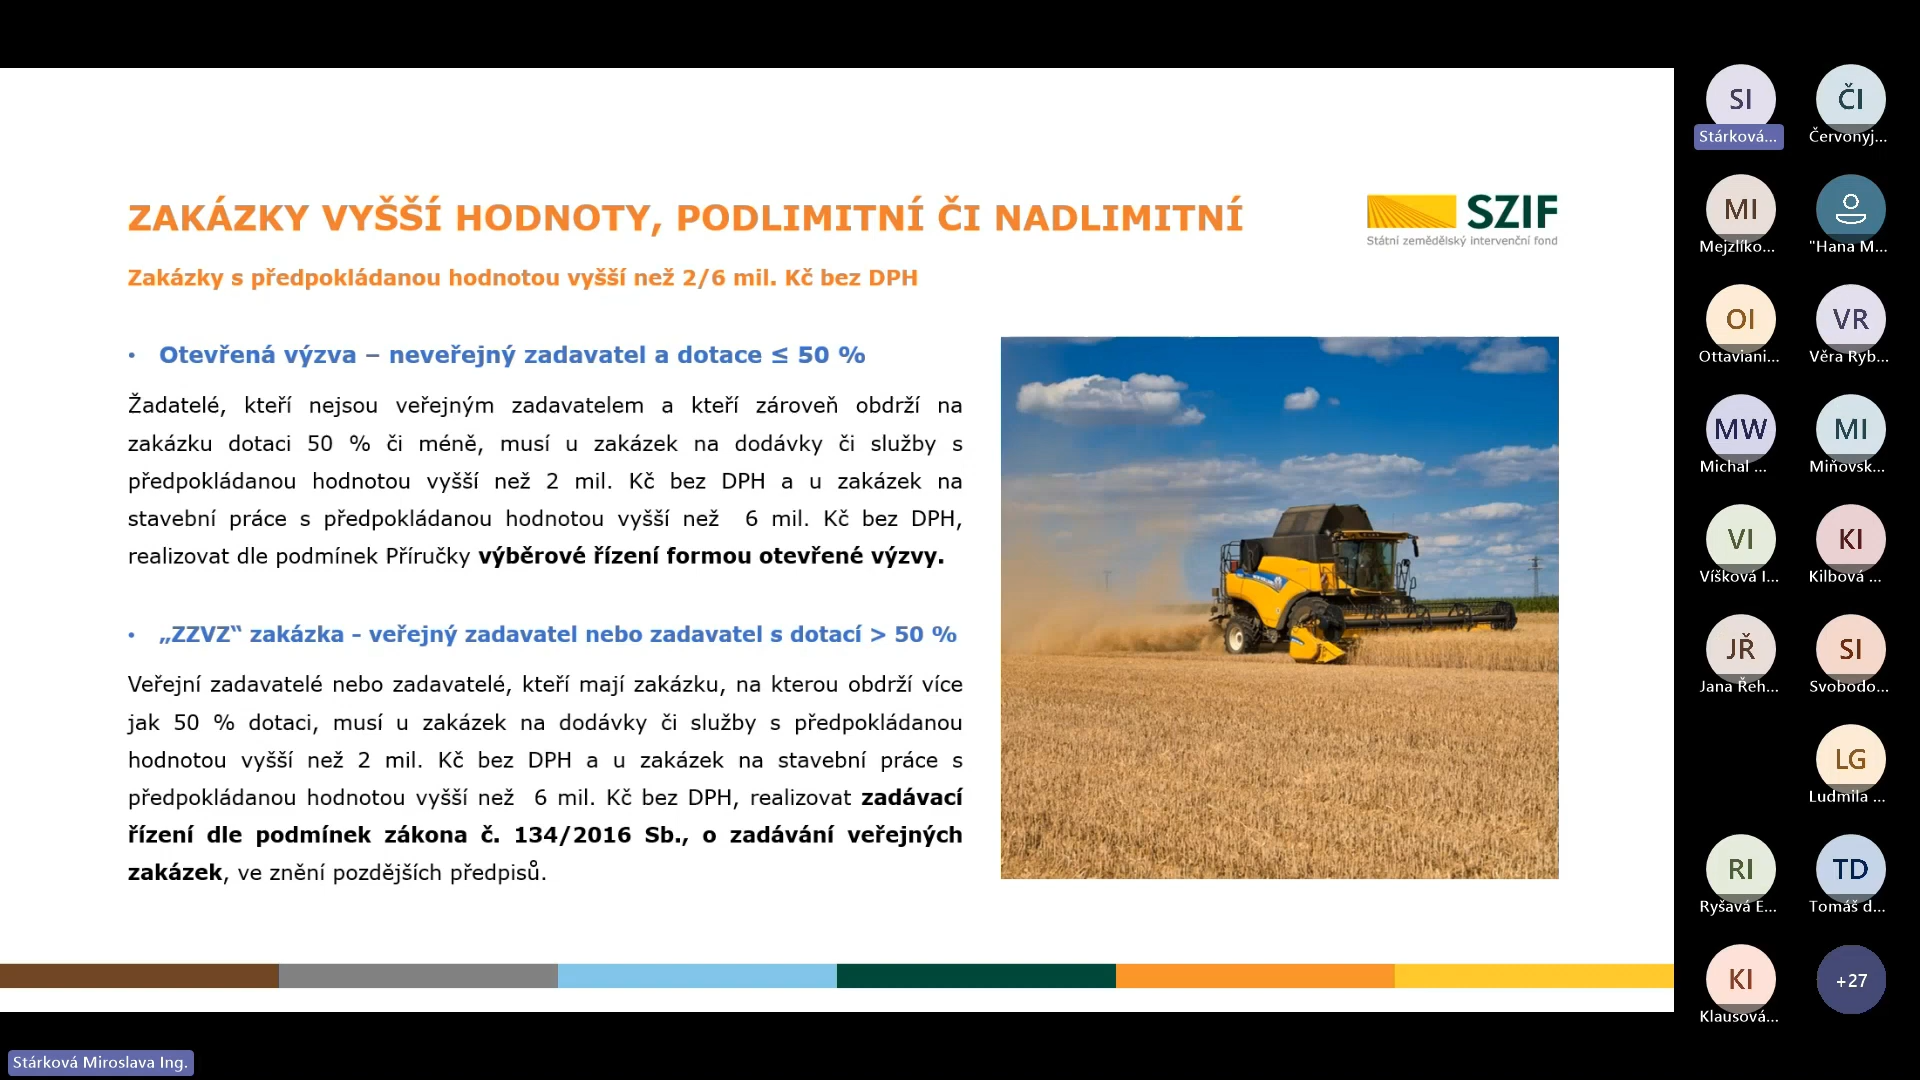 ZAKÁZKY VYŠŠÍ HODNOTY, PODLIMITNÍ ČI NADLIMITNÍ
SZIF
Státní zemědělský intervenční fond
Zakázky s předpokládanou hodnotou vyšší než 2/6 mil. Kč bez DPH
• Otevřená výzva – neveřejný zadavatel a dotace ≤ 50 %
Žadatelé, kteří nejsou veřejným zadavatelem a kteří zároveň obdrží na
zakázku dotaci 50 % či méně, musí u zakázek na dodávky či služby s
předpokládanou hodnotou vyšší než 2 mil. Kč bez DPH a u zakázek na
stavební práce s předpokládanou hodnotou vyšší než 6 mil. Kč bez DPH,
realizovat dle podmínek Příručky výběrové řízení formou otevřené výzvy.
• „ZZVZ“ zakázka - veřejný zadavatel nebo zadavatel s dotací > 50 %
Veřejní zadavatelé nebo zadavatelé, kteří mají zakázku, na kterou obdrží více
jak 50 % dotaci, musí u zakázek na dodávky či služby s předpokládanou
hodnotou vyšší než 2 mil. Kč bez DPH a u zakázek na stavební práce s
předpokládanou hodnotou vyšší než 6 mil. Kč bez DPH, realizovat zadávací
řízení dle podmínek zákona č. 134/2016 Sb., o zadávání veřejných
zakázek, ve znění pozdějších předpisů.
SI
Stárková...
ČI
Červonyj...
MI
Mejzlíko...
"Hana M...
OI
Ottaviani...
VR
Věra Ryb...
MW
Michal ...
MI
Miňovsk...
VI
Víšková I...
KI
Kilbová ...
JŘ
Jana Řeh...
SI
Svobodo...
LG
Ludmila ...
RI
Ryšavá E...
TD
Tomáš d...
KI
Klausová...
+27
Stárková Miroslava Ing.